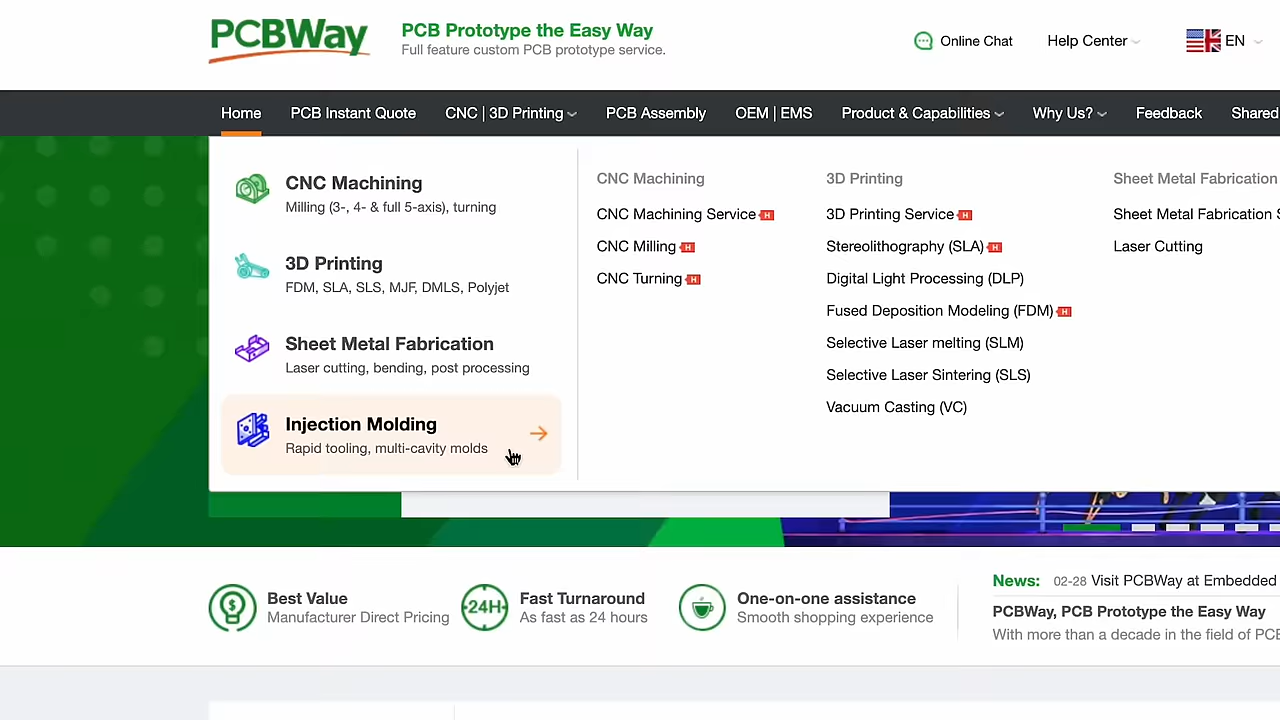 PCBWay
PCB Prototype the Easy Way
Full feature custom PCB prototype service.
Online Chat
Help Center
EN
Home
PCB Instant Quote
CNC | 3D Printing
PCB Assembly
OEM | EMS
Product & Capabilities
Why Us?
Feedback
Shared
CNC Machining
Milling (3-, 4- & full 5-axis), turning
3D Printing
FDM, SLA, SLS, MJF, DMLS, Polyjet
Sheet Metal Fabrication
Laser cutting, bending, post processing
Injection Molding
Rapid tooling, multi-cavity molds
CNC Machining
CNC Machining Service H
CNC Milling H
CNC Turning H
3D Printing
3D Printing Service H
Stereolithography (SLA) H
Digital Light Processing (DLP)
Fused Deposition Modeling (FDM) H
Selective Laser melting (SLM)
Selective Laser Sintering (SLS)
Vacuum Casting (VC)
Sheet Metal Fabrication
Sheet Metal Fabrication S
Laser Cutting
Best Value
Manufacturer Direct Pricing
24H
Fast Turnaround
As fast as 24 hours
One-on-one assistance
Smooth shopping experience
News: 02-28 Visit PCBWay at Embedded
PCBWay, PCB Prototype the Easy Way
With more than a decade in the field of PCB